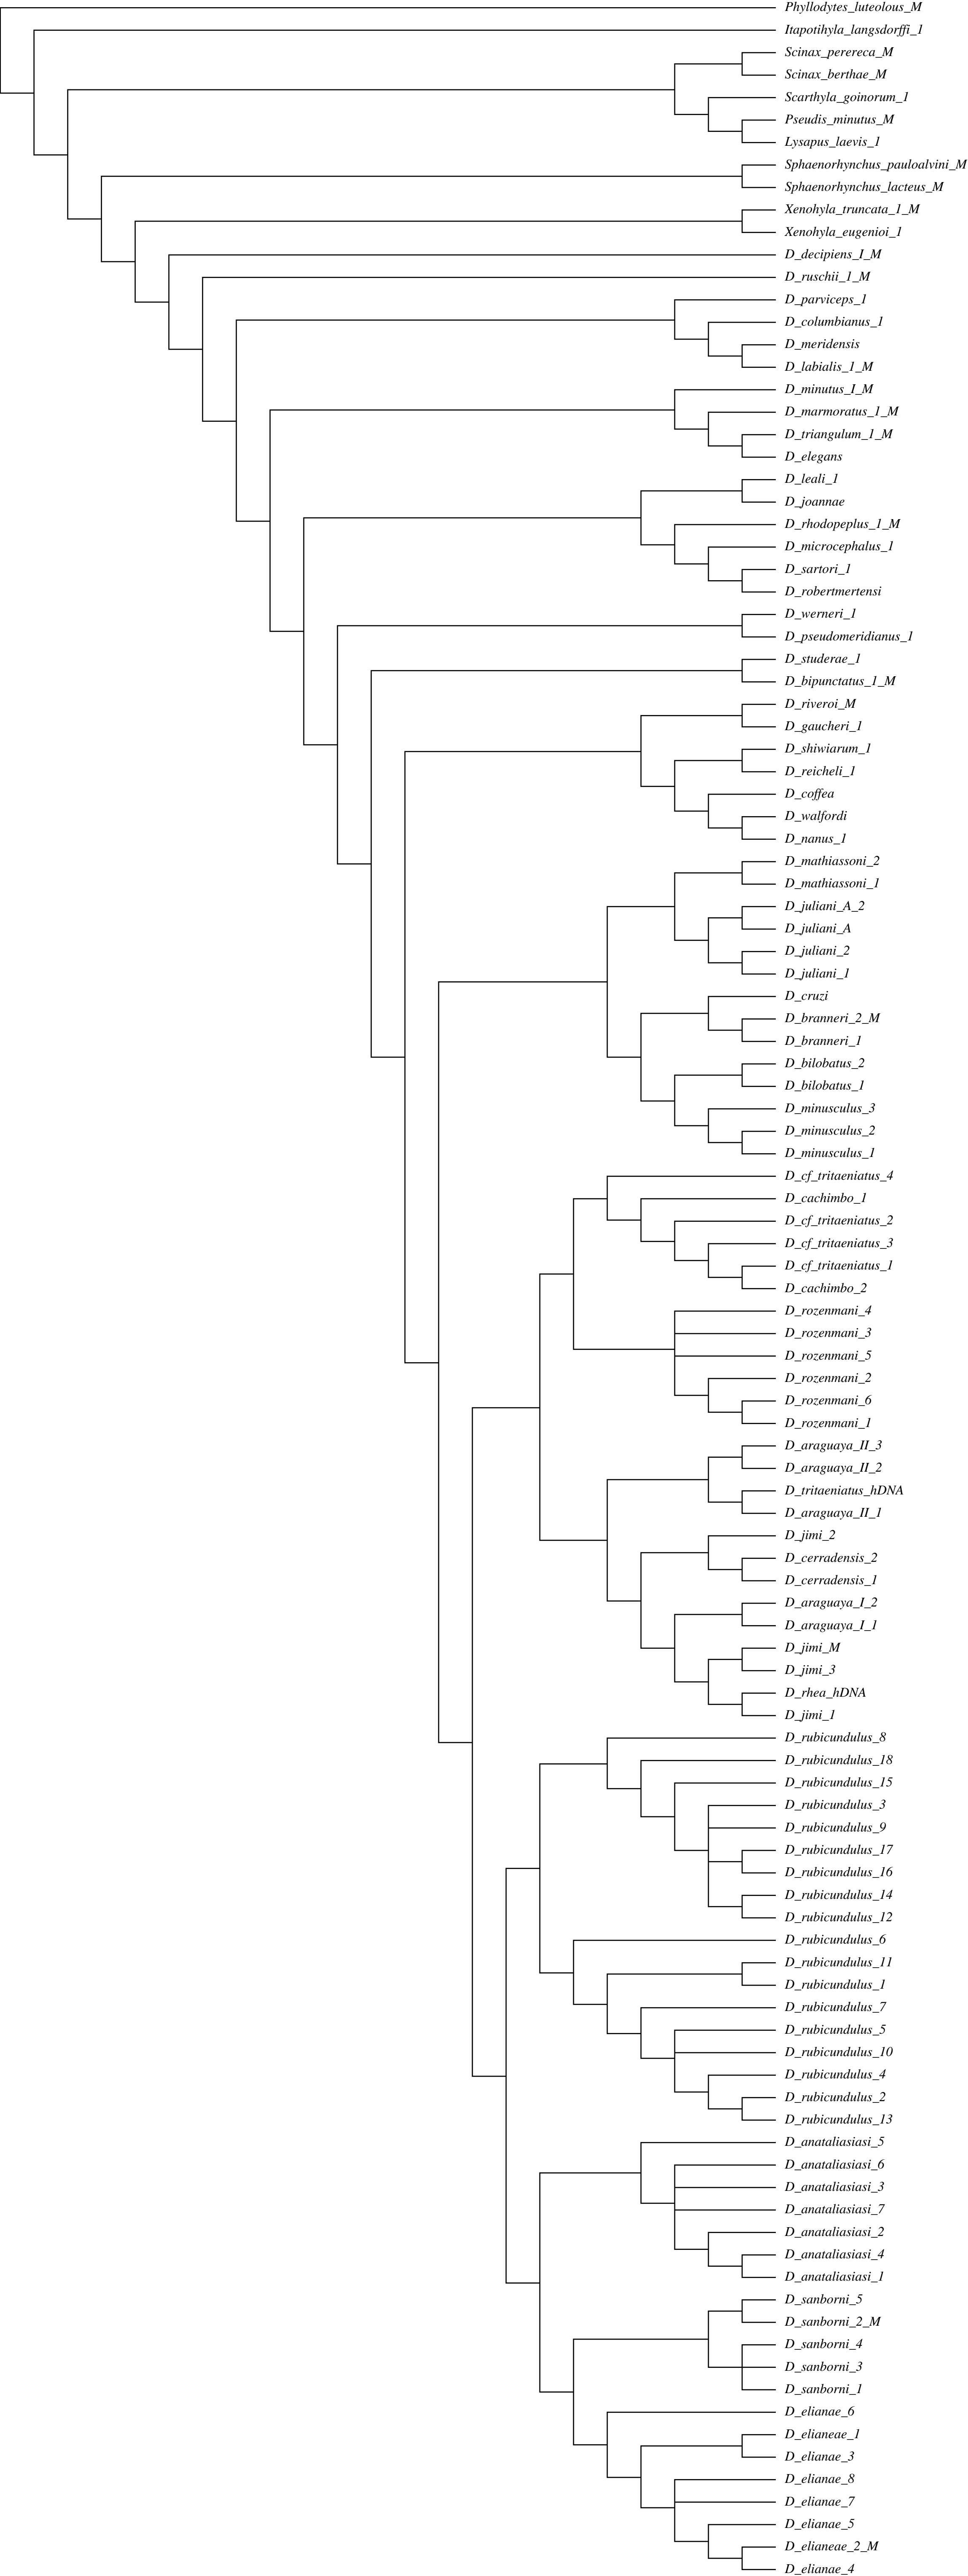 Phyllodytes_luteolous_M
Itapotihyla_langsdorffi_1
Scinax_perereca_M
Scinax_berthae_M
Scarthyla_goinorum_1
Pseudis_minutus_M
Lysapus_laevis_1
Sphaenorhynchus_pauloalvini_M
Sphaenorhynchus_lacteus_M
Xenohyla_truncata_1_M
Xenohyla_eugenioi_1
D_decipiens_I_M
D_ruschii_1_M
D_parviceps_1
D_columbianus_1
D_meridensis
D_labialis_1_M
D_minutus_I_M
D_marmoratus_1_M
D_triangulum_1_M
D_elegans
D_leali_1
D_joannae
D_rhodopeplus_1_M
D_microcephalus_1
D_sartori_1
D_robertmertensi
D_werneri_1
D_pseudomeridianus_1
D_studerae_1
D_bipunctatus_1_M
D_riveroi_M
D_gaucheri_1
D_shiwiarum_1
D_reicheli_1
D_coffea
D_walfordi
D_nanus_1
D_mathiassoni_2
D_mathiassoni_1
D_juliani_A_2
D_juliani_A
D_juliani_2
D_juliani_1
D_cruzi
D_branneri_2_M
D_branneri_1
D_bilobatus_2
D_bilobatus_1
D_minusculus_3
D_minusculus_2
D_minusculus_1
D_cf_tritaeniatus_4
D_cachimbo_1
D_cf_tritaeniatus_2
D_cf_tritaeniatus_3
D_cf_tritaeniatus_1
D_cachimbo_2
D_rozenmani_4
D_rozenmani_3
D_rozenmani_5
D_rozenmani_2
D_rozenmani_6
D_rozenmani_1
D_araguaya_II_3
D_araguaya_II_2
D_tritaeniatus_hDNA
D_araguaya_II_1
D_jimi_2
D_cerradensis_2
D_cerradensis_1
D_araguaya_I_2
D_araguaya_I_1
D_jimi_M
D_jimi_3
D_rhea_hDNA
D_jimi_1
D_rubicundulus_8
D_rubicundulus_18
D_rubicundulus_15
D_rubicundulus_3
D_rubicundulus_9
D_rubicundulus_17
D_rubicundulus_16
D_rubicundulus_14
D_rubicundulus_12
D_rubicundulus_6
D_rubicundulus_11
D_rubicundulus_1
D_rubicundulus_7
D_rubicundulus_5
D_rubicundulus_10
D_rubicundulus_4
D_rubicundulus_2
D_rubicundulus_13
D_anataliasiasi_5
D_anataliasiasi_6
D_anataliasiasi_3
D_anataliasiasi_7
D_anataliasiasi_2
D_anataliasiasi_4
D_anataliasiasi_1
D_sanborni_5
D_sanborni_2_M
D_sanborni_4
D_sanborni_3
D_sanborni_1
D_elianae_6
D_elianeae_1
D_elianae_3
D_elianae_8
D_elianae_7
D_elianae_5
D_elianeae_2_M
D_elianae_4